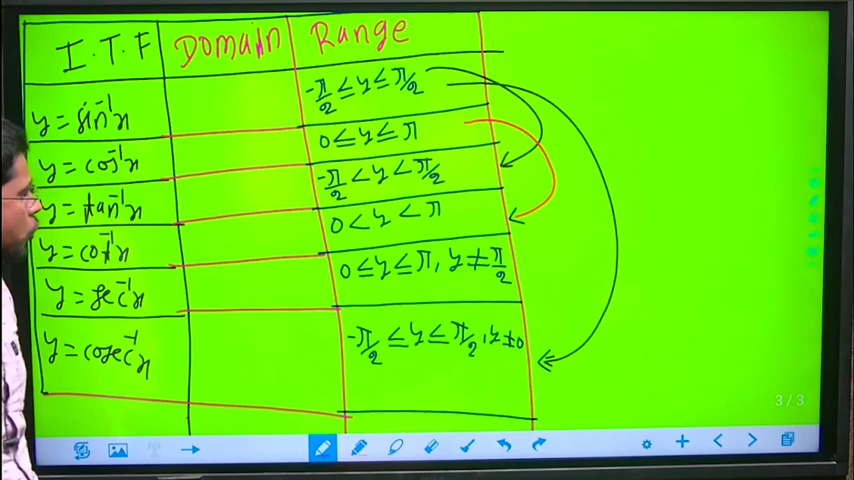 I.T.F Domain Range
y = sin⁻¹x -π/2 ≤ y ≤ π/2
y = cos⁻¹x 0 ≤ y ≤ π
y = tan⁻¹x -π/2 < y < π/2
y = cot⁻¹x 0 < y < π
y = sec⁻¹x 0 ≤ y ≤ π, y ≠ π/2
y = cosec⁻¹x -π/2 ≤ y ≤ π/2, y ≠ 0
3/3